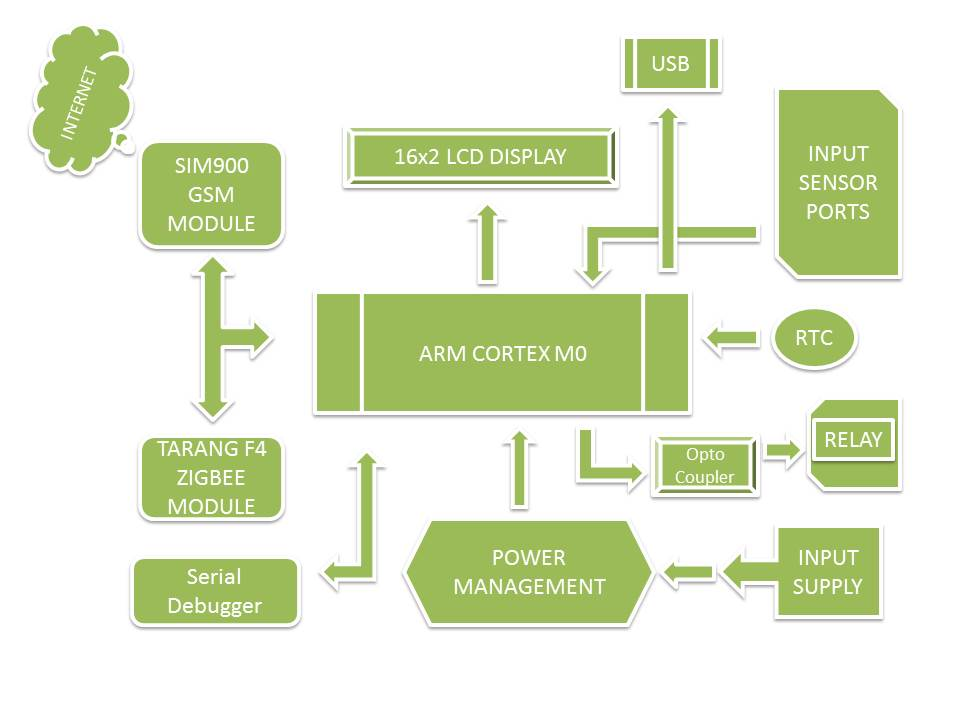 INTERNET
USB
SIM900
GSM
MODULE
16x2 LCD DISPLAY
INPUT
SENSOR
PORTS
ARM CORTEX M0
RTC
TARANG F4
ZIGBEE
MODULE
Opto
Coupler
RELAY
Serial
Debugger
POWER
MANAGEMENT
INPUT
SUPPLY